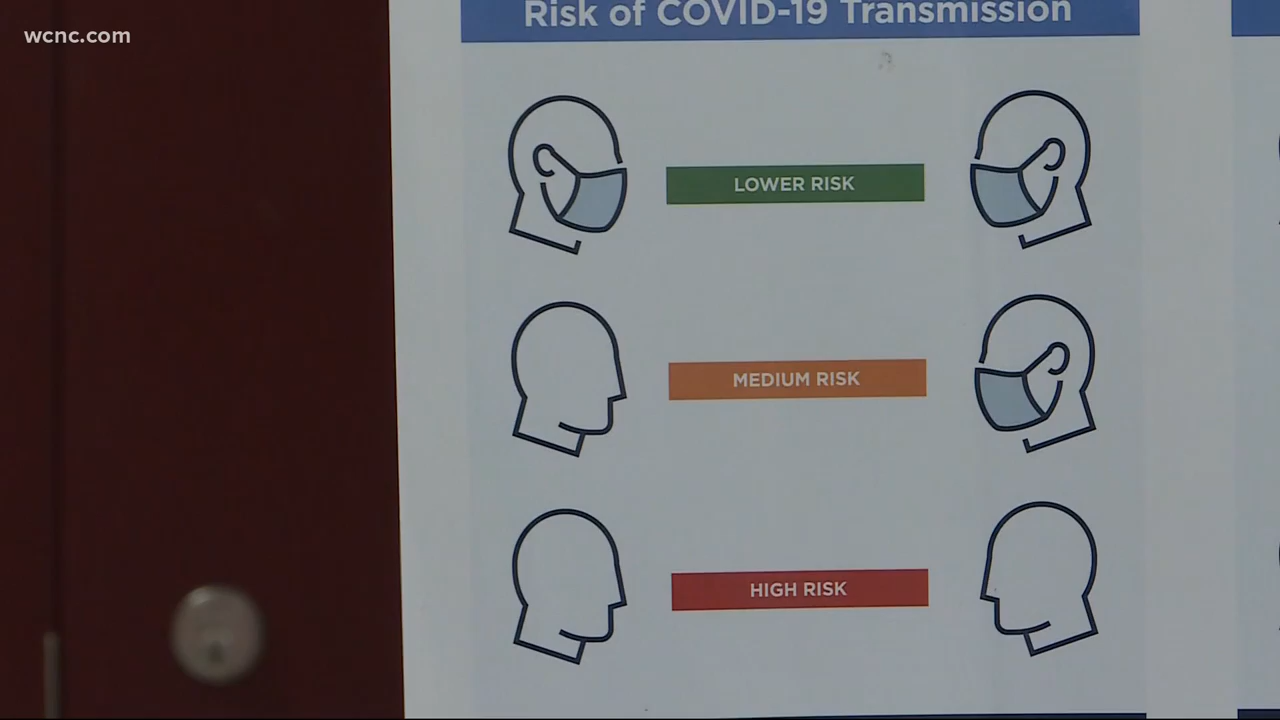 wcnc.com
Risk of COVID-19 Transmission
LOWER RISK
MEDIUM RISK
HIGH RISK